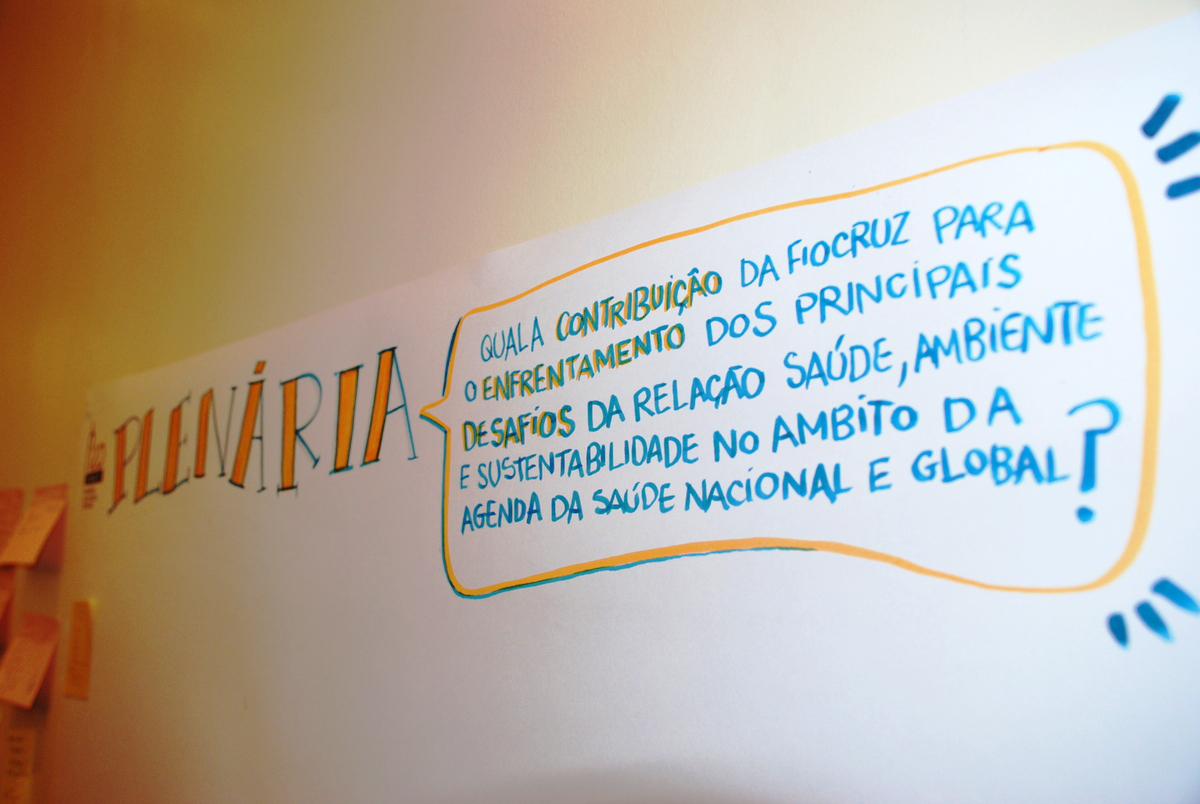 PLENÁRIA
QUAL A CONTRIBUIÇÃO DA FIOCRUZ PARA
O ENFRENTAMENTO DOS PRINCIPAIS
DESAFIOS DA RELAÇÃO SAÚDE, AMBIENTE
E SUSTENTABILIDADE NO AMBITO DA
AGENDA DA SAÚDE NACIONAL E GLOBAL?